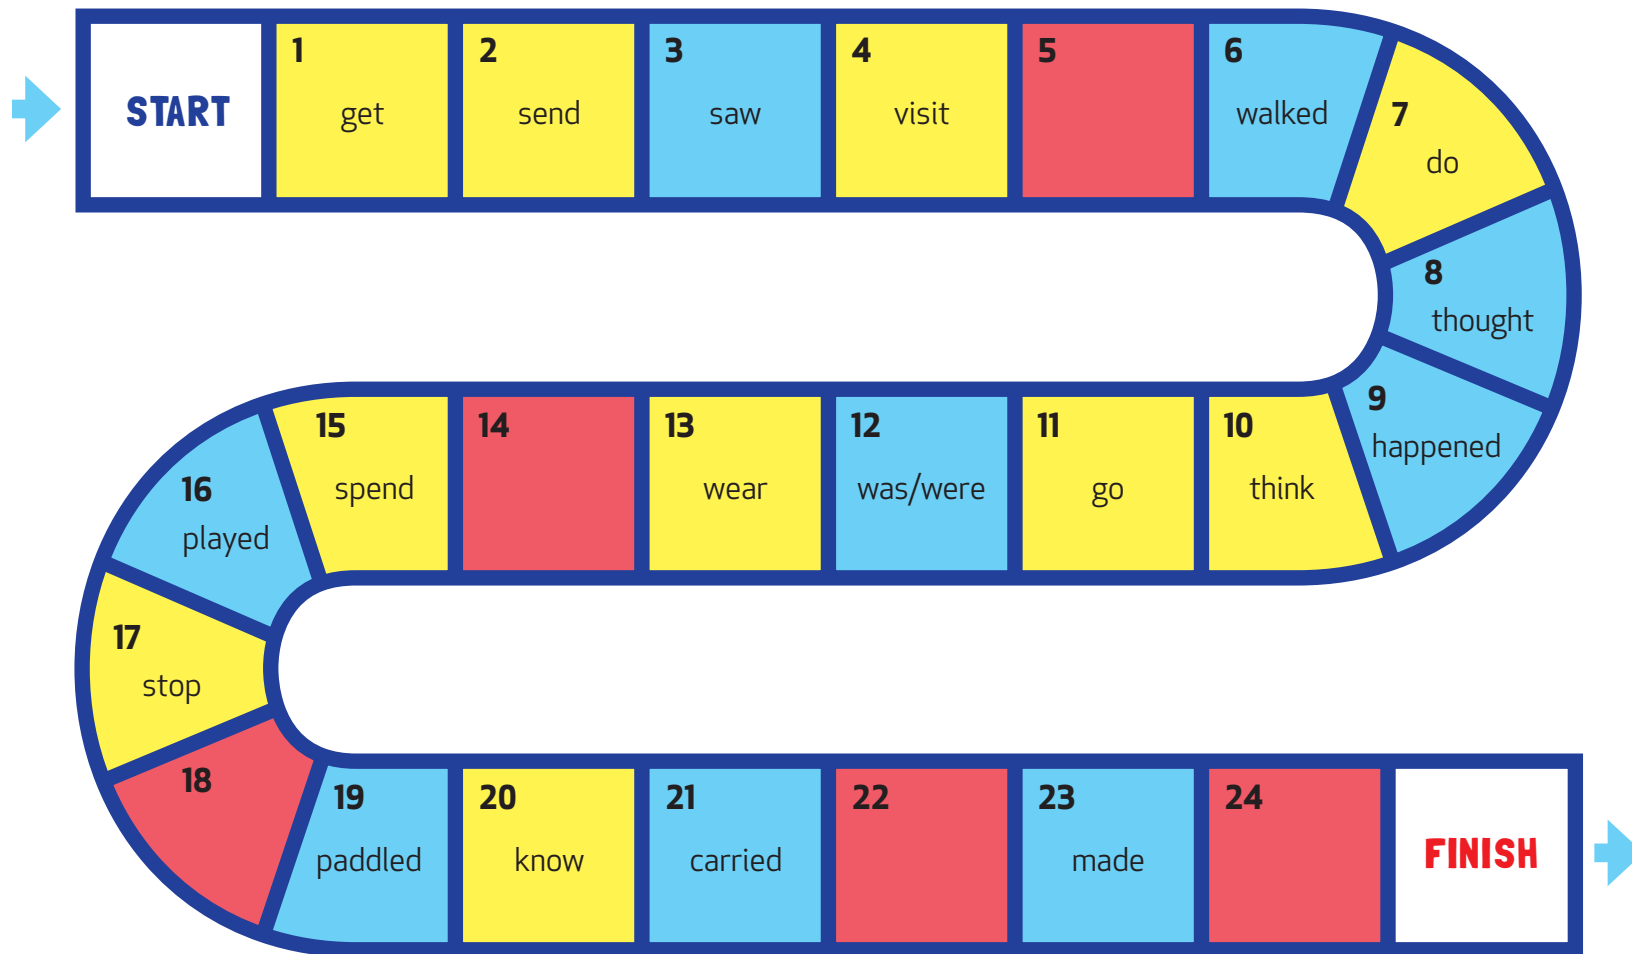 START
1
get
2
send
3
saw
4
visit
5
6
walked
7
do
8
thought
9
happened
10
think
11
go
12
was/were
13
wear
14
15
spend
16
played
17
stop
18
19
paddled
20
know
21
carried
22
23
made
24
FINISH